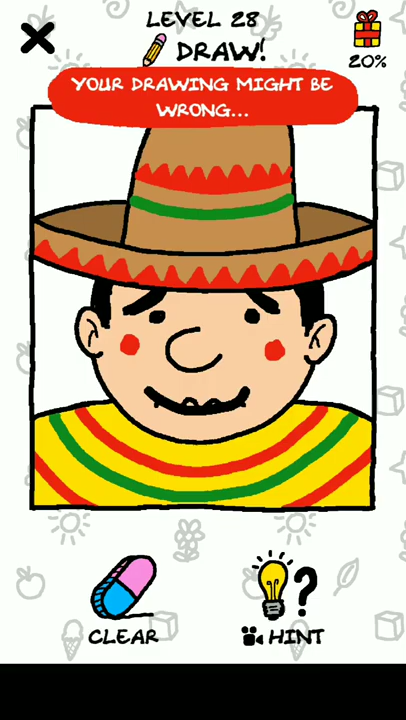 LEVEL 28
DRAW!
20%
YOUR DRAWING MIGHT BE
WRONG...
CLEAR
?
HINT